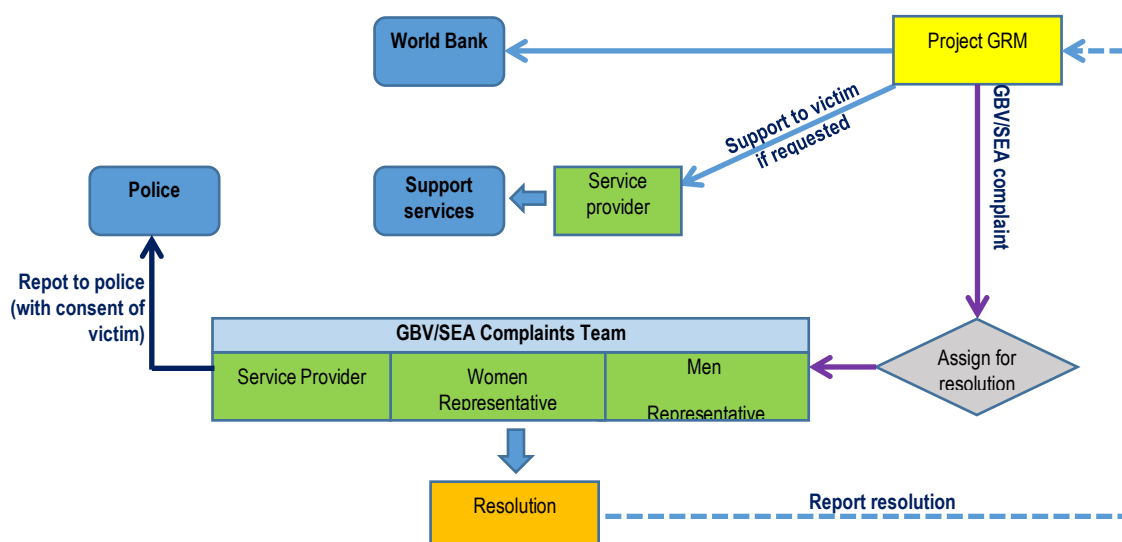 World Bank
Project GRM
Support to victim
if requested
GBV/SEA complaint
Police
Support
services
Service
provider
Repot to police
(with consent of
victim)
GBV/SEA Complaints Team
Service Provider
Women
Representative
Men
Representative
Assign for
resolution
Resolution
Report resolution